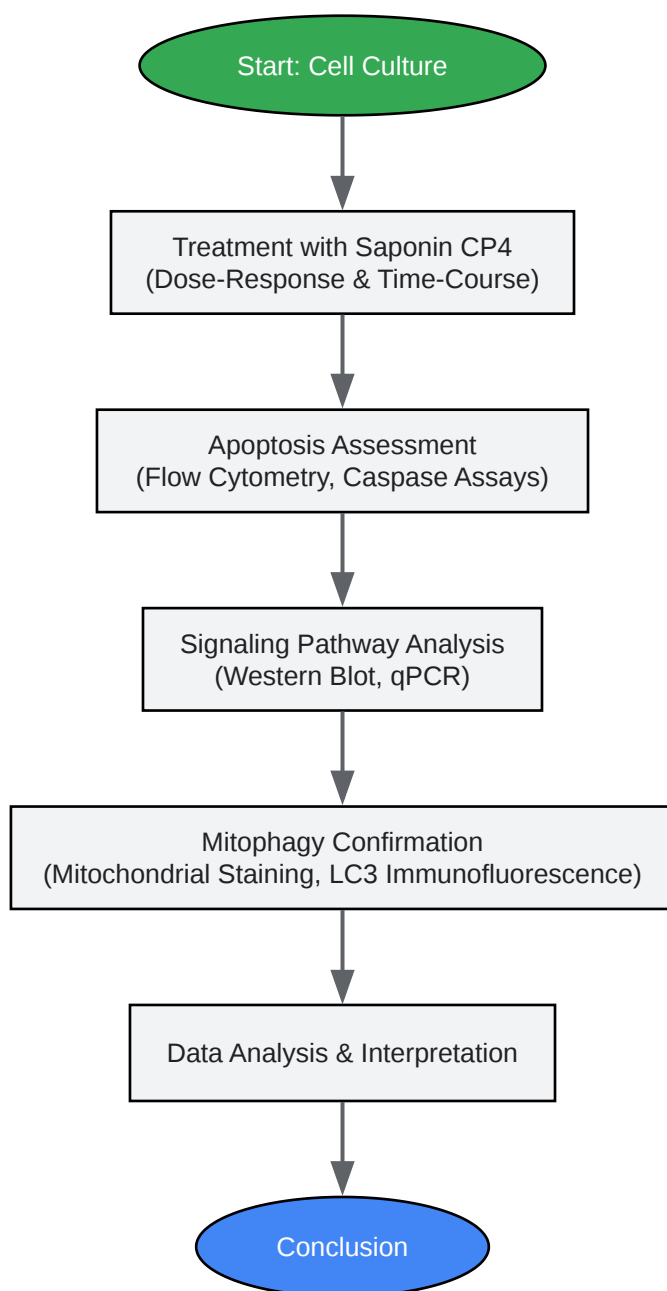 Start: Cell Culture
Treatment with Saponin CP4
(Dose-Response & Time-Course)
Apoptosis Assessment
(Flow Cytometry, Caspase Assays)
Signaling Pathway Analysis
(Western Blot, qPCR)
Mitophagy Confirmation
(Mitochondrial Staining, LC3 Immunofluorescence)
Data Analysis & Interpretation
Conclusion